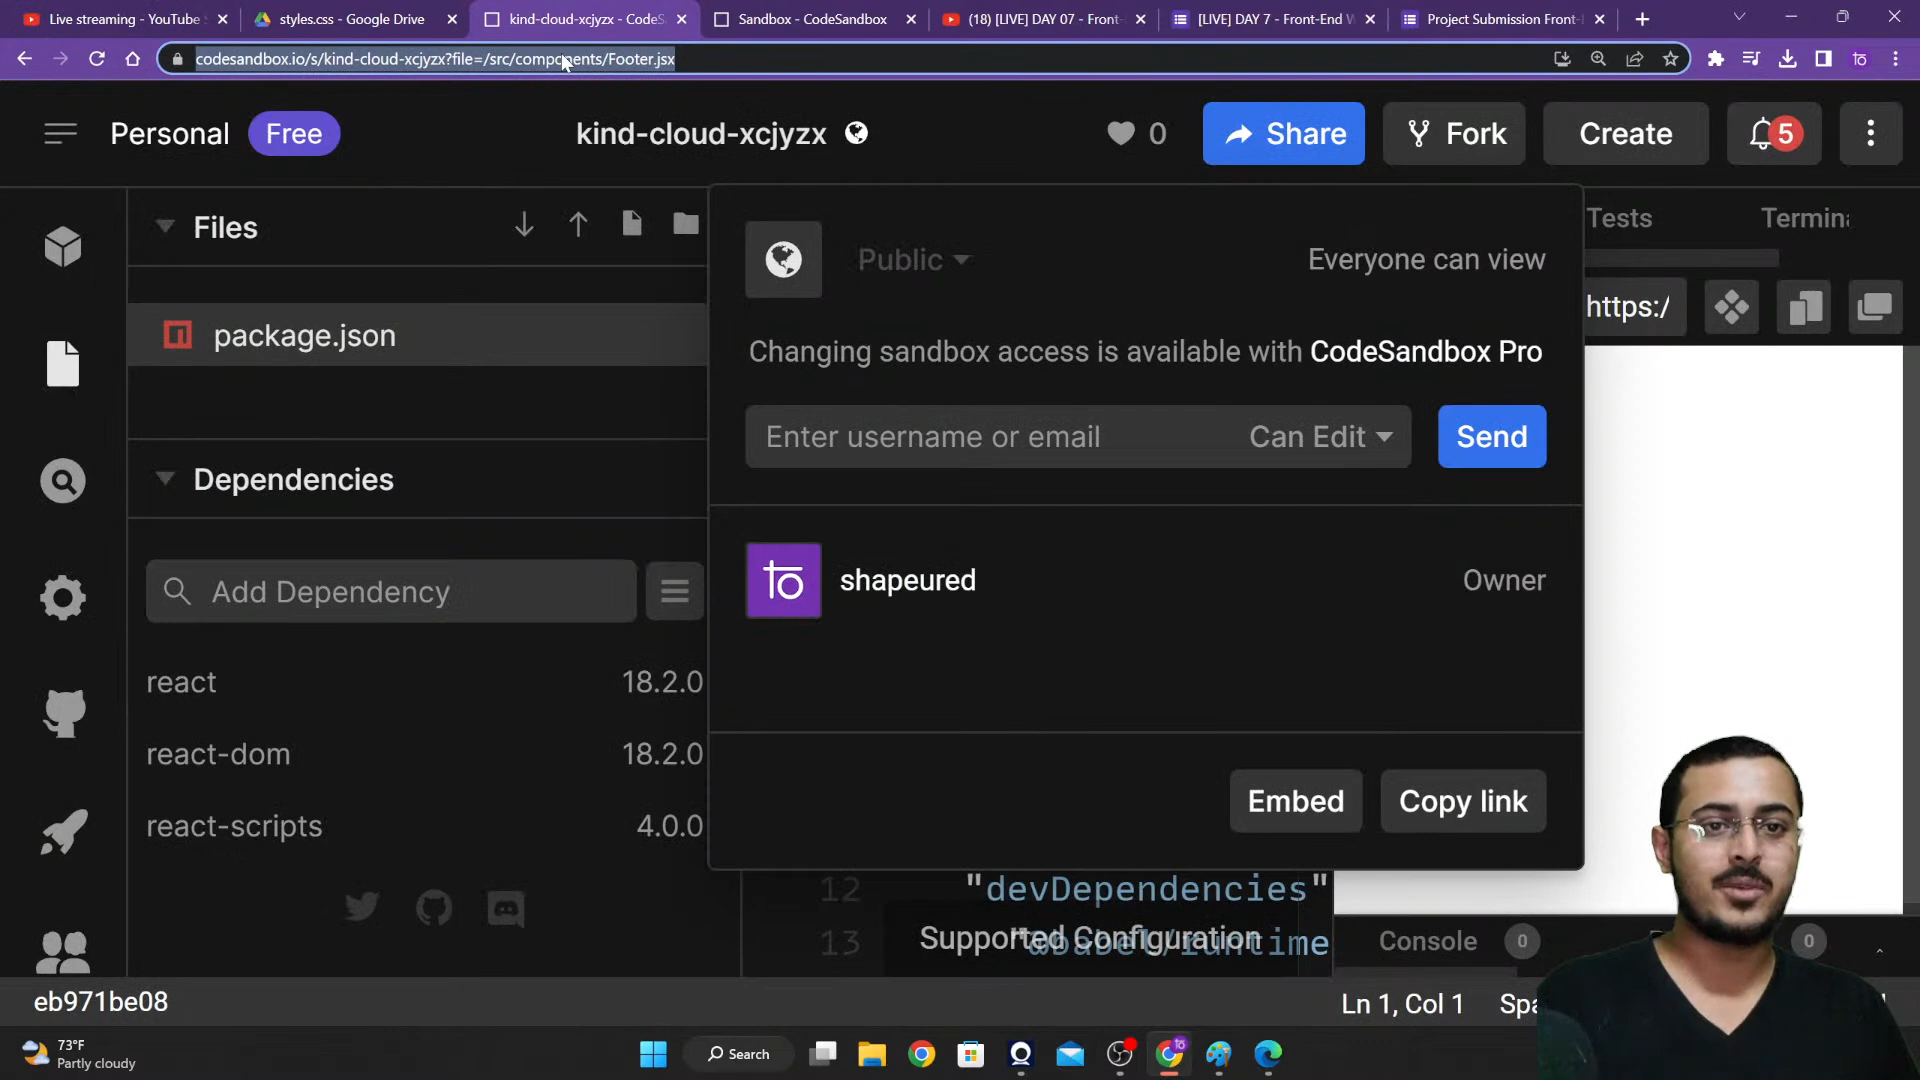 Live streaming - YouTube S
styles.css - Google Drive
kind-cloud-xcjyzx - CodeS
Sandbox - CodeSandbox
(18) [LIVE] DAY 07 - Front-
[LIVE] DAY 7 - Front-End W
Project Submission Front-
codesandbox.io/s/kind-cloud-xcjyzx?file=/src/components/Footer.jsx
Personal
Free
kind-cloud-xcjyzx
0
Share
Fork
Create
5
Files
Tests
Termina
Public
Everyone can view
https:/
package.json
Changing sandbox access is available with CodeSandbox Pro
Enter username or email
Can Edit
Send
Dependencies
Add Dependency
shapeured
Owner
react
18.2.0
react-dom
18.2.0
Embed
Copy link
react-scripts
4.0.0
12
"devDependencies"
13
"@babel/runtime
Supported Configuration
Console
0
0
eb971be08
Ln 1, Col 1
Spa
73°F
Partly cloudy
Search